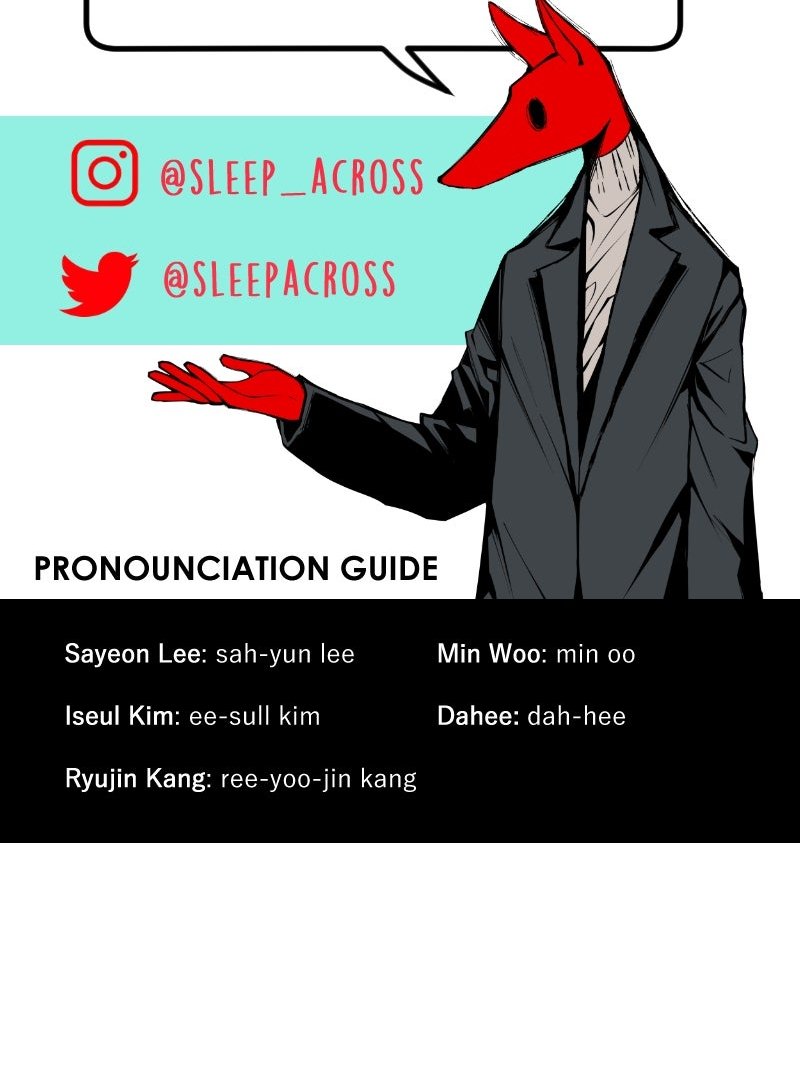 @SLEEP_ACROSS
@SLEEPACROSS
PRONOUNCIATION GUIDE
Sayeon Lee: sah-yun lee
Min Woo: min oo
Iseul Kim: ee-sull kim
Dahee: dah-hee
Ryujin Kang: ree-yoo-jin kang